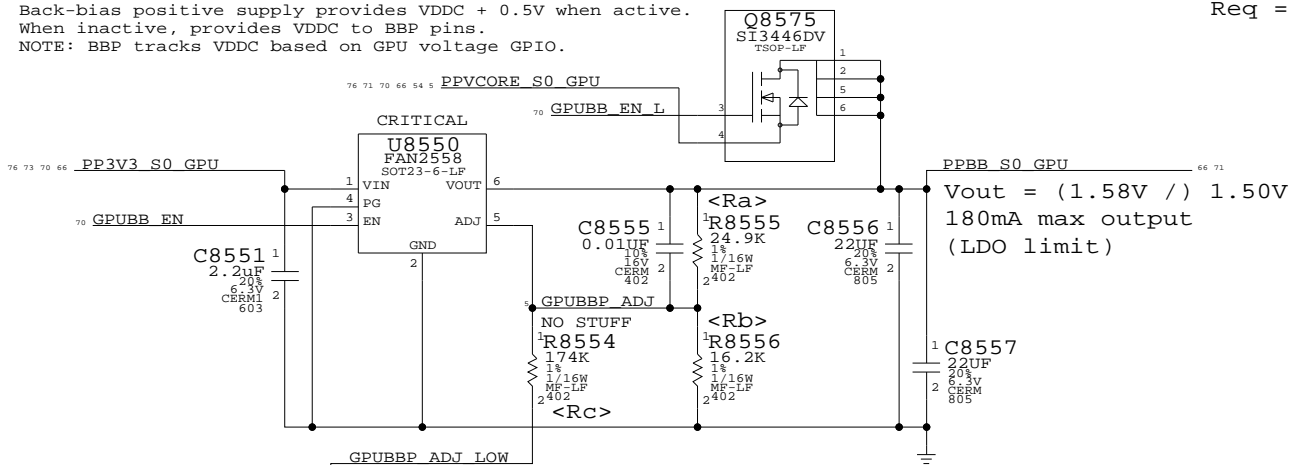 Back-bias positive supply provides VDDC + 0.5V when active.
When inactive, provides VDDC to BBP pins.
NOTE: BBP tracks VDDC based on GPU voltage GPIO.
Req =
Q8575
SI3446DV
TSOP-LF
1
2
5
6
3
4
76 71 70 66 54 5 PPVCORE_S0_GPU
70 GPUBB_EN_L
CRITICAL
U8550
FAN2558
SOT23-6-LF
76 73 70 66 PP3V3_S0_GPU
1 VIN VOUT 6
4 PG
3 EN ADJ 5
GND
2
70 GPUBB_EN
PPBB_S0_GPU 66 71
Vout = (1.58V /) 1.50V
180mA max output
(LDO limit)
C8551 1
2.2uF
20%
6.3V
CERM1
603
2
C8555 1
0.01UF
10%
16V
CERM
402
2
<Ra>
1 R8555
24.9K
1%
1/16W
MF-LF
2 402
C8556 1
22UF
20%
6.3V
CERM
805
2
5 GPUBBP_ADJ
NO STUFF
1 R8554
174K
1%
1/16W
MF-LF
2 402
<Rc>
<Rb>
1 R8556
16.2K
1%
1/16W
MF-LF
2 402
1 C8557
22UF
20%
6.3V
CERM
805
2
GPUBBP_ADJ_LOW